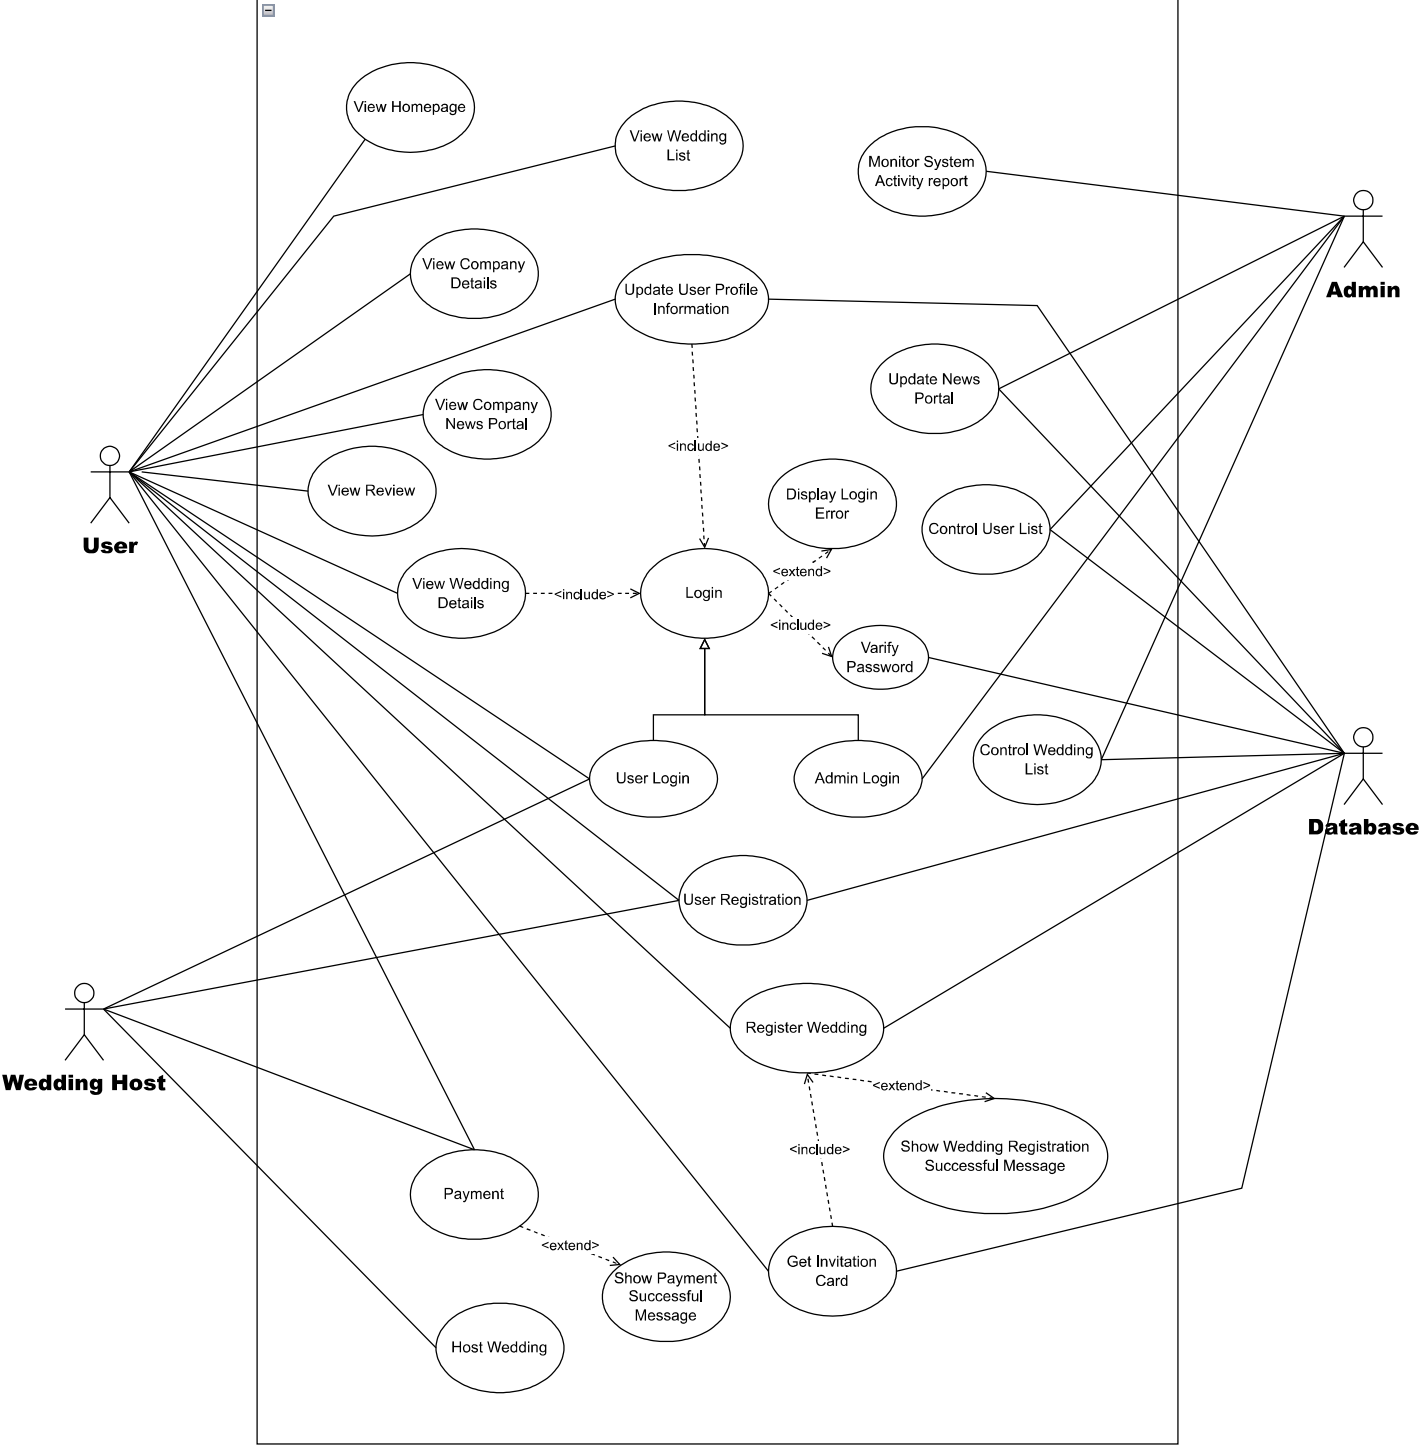 View Homepage
View Wedding
List
Monitor System
Activity report
View Company
Details
Update User Profile
Information
Admin
Update News
Portal
View Company
News Portal
<include>
View Review
Display Login
Error
Control User List
User
<extend>
View Wedding
Details
<include>
Login
<include>
Varify
Password
Control Wedding
List
User Login
Admin Login
Database
User Registration
Register Wedding
Wedding Host
<extend>
<include>
Show Wedding Registration
Successful Message
Payment
<extend>
Get Invitation
Card
Show Payment
Successful
Message
Host Wedding